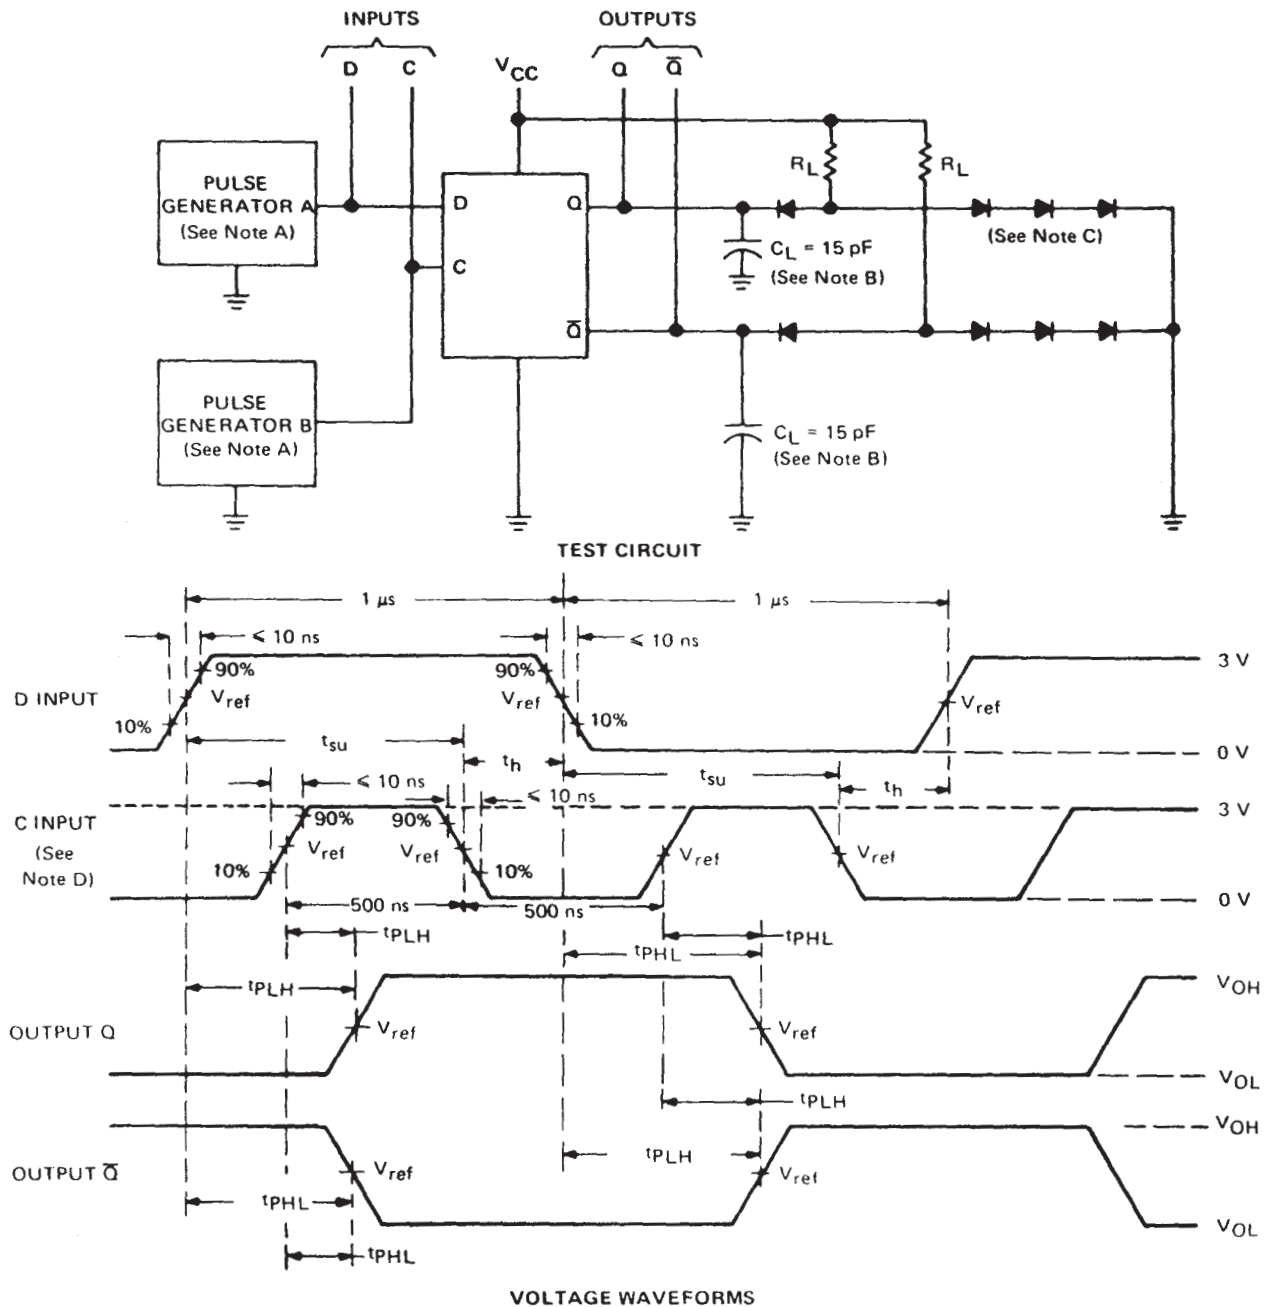 INPUTS
OUTPUTS
D C
VCC
Q Q̅
PULSE
GENERATOR A
(See Note A)
D
C
Q
Q̅
RL
RL
(See Note C)
CL = 15 pF
(See Note B)
PULSE
GENERATOR B
(See Note A)
CL = 15 pF
(See Note B)
TEST CIRCUIT
1 μs
1 μs
⩽ 10 ns
⩽ 10 ns
D INPUT
90%
Vref
10%
90%
Vref
10%
Vref
3 V
0 V
tsu
th
tsu
th
⩽ 10 ns
⩽ 10 ns
C INPUT
(See
Note D)
90%
Vref
10%
90%
Vref
10%
Vref
Vref
3 V
0 V
500 ns
500 ns
tPLH
tPHL
tPHL
tPLH
OUTPUT Q
Vref
Vref
VOH
VOL
tPLH
OUTPUT Q̅
Vref
tPLH
Vref
VOH
VOL
tPHL
tPHL
VOLTAGE WAVEFORMS